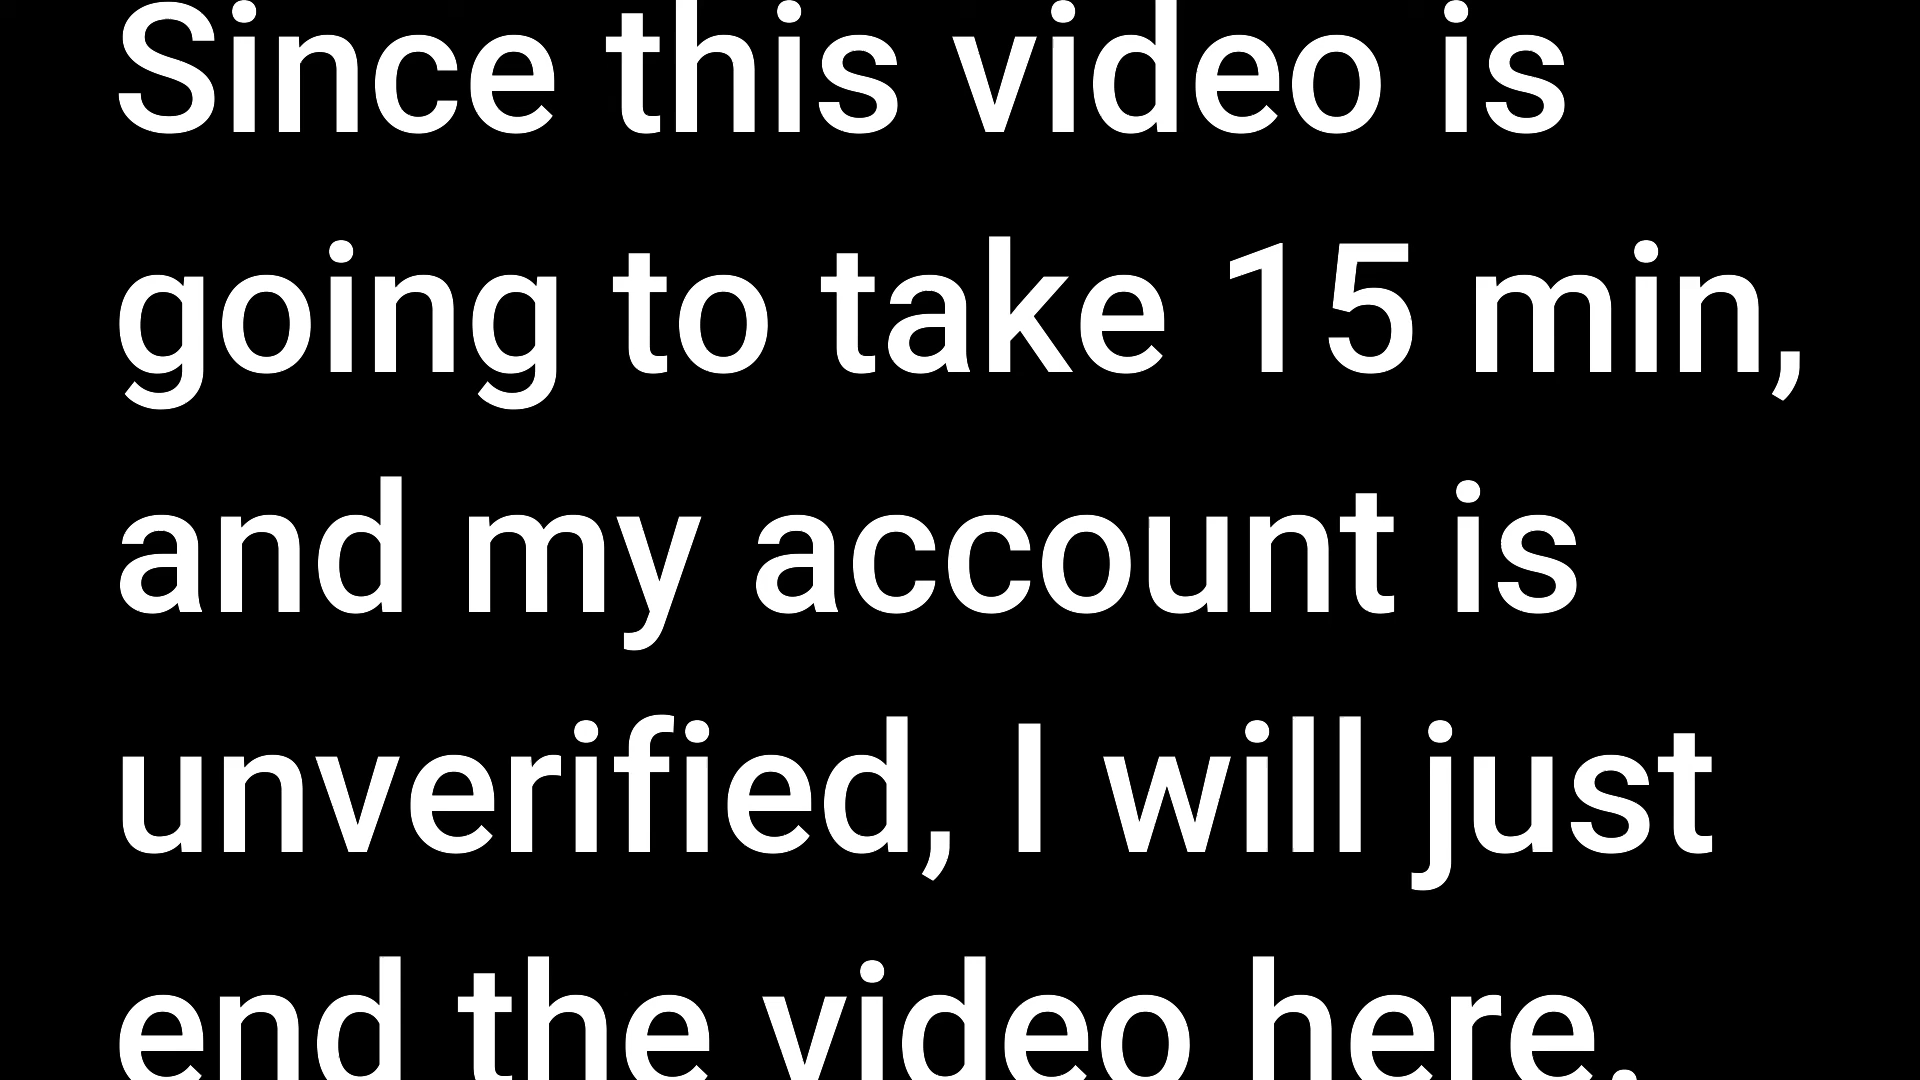 Since this video is
going to take 15 min,
and my account is
unverified, I will just
end the video here.